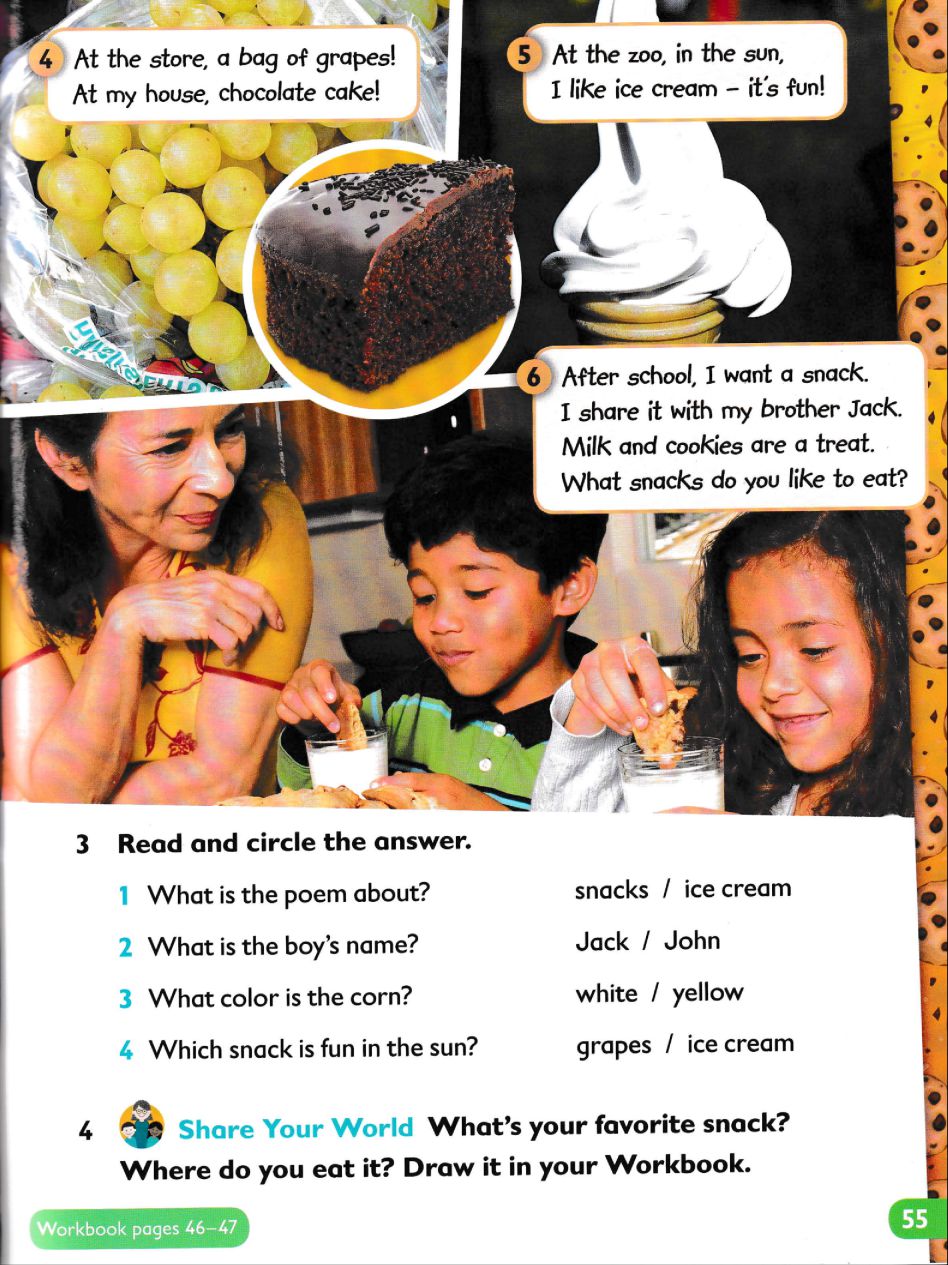 4 At the store, a bag of grapes!
At my house, chocolate cake!
5 At the zoo, in the sun,
I like ice cream – it's fun!
6 After school, I want a snack.
I share it with my brother Jack.
Milk and cookies are a treat.
What snacks do you like to eat?
3 Read and circle the answer.
1 What is the poem about? snacks / ice cream
2 What is the boy's name? Jack / John
3 What color is the corn? white / yellow
4 Which snack is fun in the sun? grapes / ice cream
4 Share Your World What's your favorite snack?
Where do you eat it? Draw it in your Workbook.
Workbook pages 46–47
55